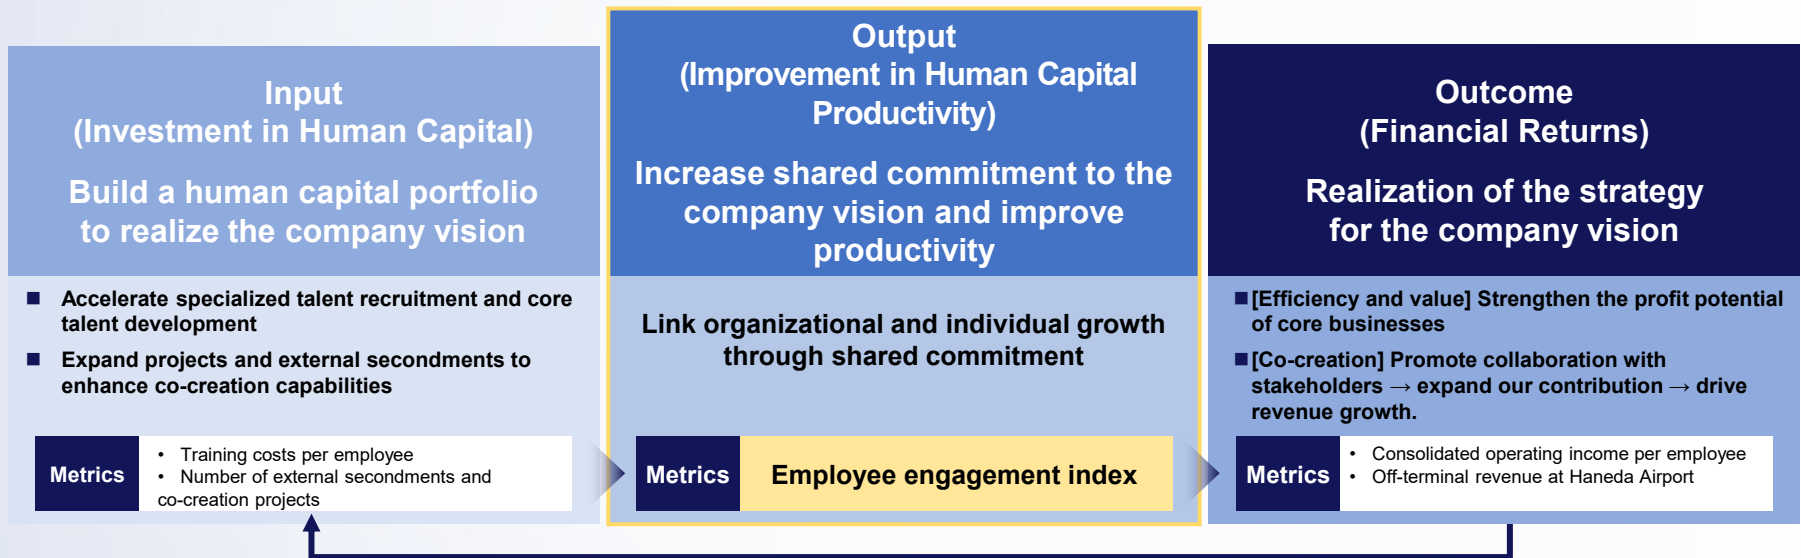 Input
(Investment in Human Capital)
Build a human capital portfolio
to realize the company vision
■ Accelerate specialized talent recruitment and core
talent development
■ Expand projects and external secondments to
enhance co-creation capabilities
Metrics
• Training costs per employee
• Number of external secondments and
co-creation projects
Output
(Improvement in Human Capital
Productivity)
Increase shared commitment to the
company vision and improve
productivity
Link organizational and individual growth
through shared commitment
Metrics
Employee engagement index
Outcome
(Financial Returns)
Realization of the strategy
for the company vision
■ [Efficiency and value] Strengthen the profit potential
of core businesses
■ [Co-creation] Promote collaboration with
stakeholders → expand our contribution → drive
revenue growth.
Metrics
• Consolidated operating income per employee
• Off-terminal revenue at Haneda Airport